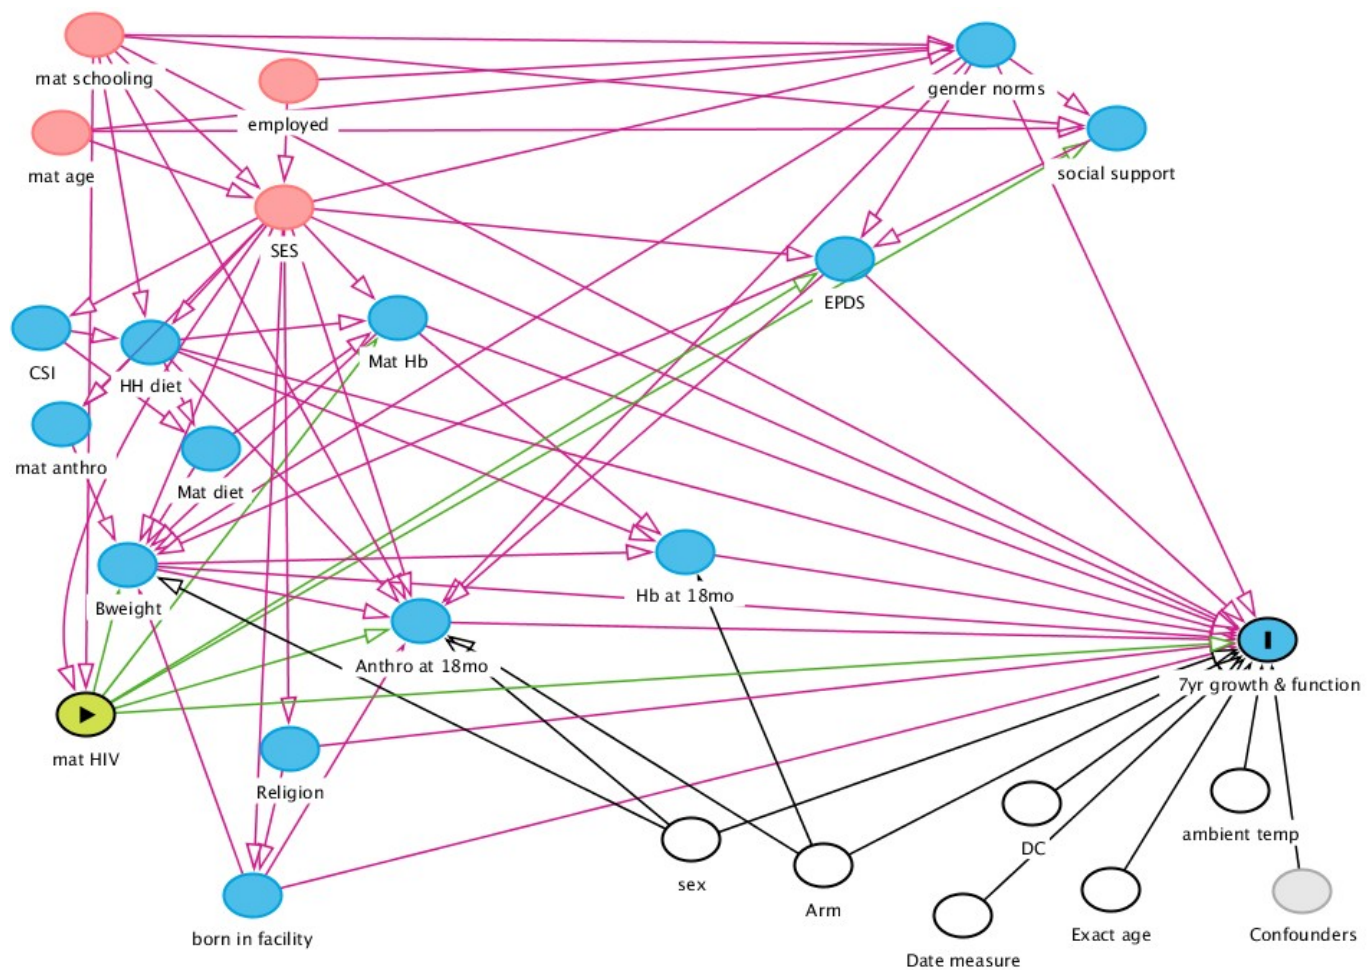 mat schooling
gender norms
employed
mat age
social support
SES
EPDS
CSI
HH diet
Mat Hb
mat anthro
Mat diet
Bweight
Hb at 18mo
Anthro at 18mo
7yr growth & function
mat HIV
Religion
ambient temp
DC
sex
Arm
born in facility
Exact age
Confounders
Date measure